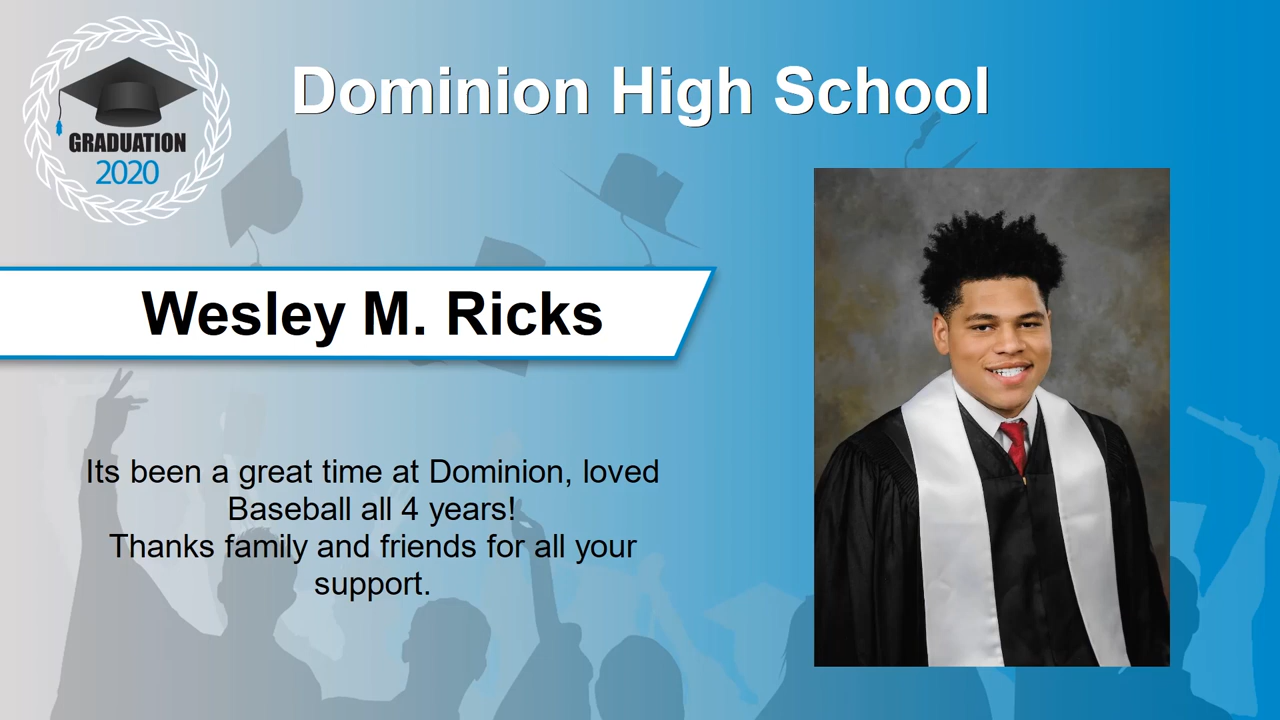 GRADUATION
2020
Dominion High School
Wesley M. Ricks
Its been a great time at Dominion, loved
Baseball all 4 years!
Thanks family and friends for all your
support.